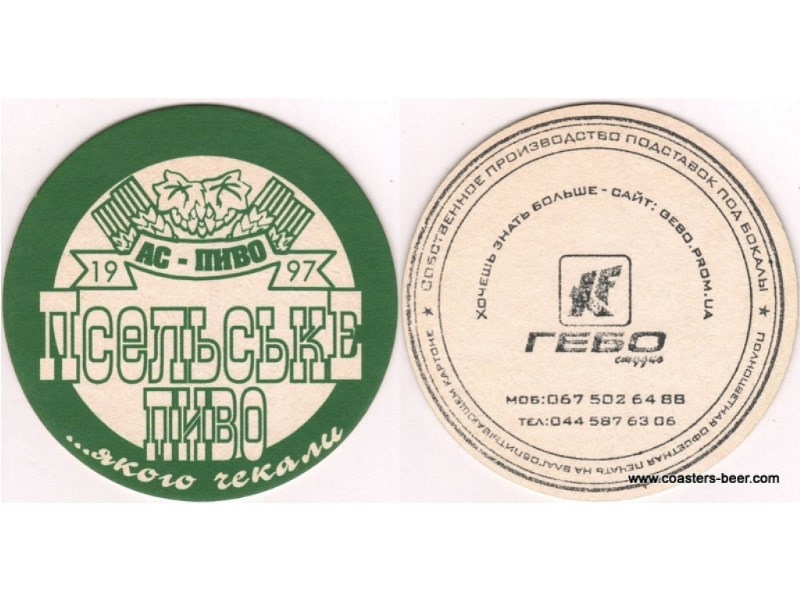 АС - ПИВО
19 97
ПСЕЛЬСЬКЕ
ПИВО
...якого чекали
★ СОБСТВЕННОЕ ПРОИЗВОДСТВО ПОДСТАВОК ПОД БОКАЛЫ ★
ПОЛНОЦВЕТНАЯ ОФСЕТНАЯ ПЕЧАТЬ НА ВЛАГОВПИТЫВАЮЩЕМ КАРТОНЕ
ХОЧЕШЬ ЗНАТЬ БОЛЬШЕ - САЙТ: GEBO.PROM.UA
ГЕБО
студио
МОБ:067 502 64 88
ТЕЛ:044 587 63 06
www.coasters-beer.com